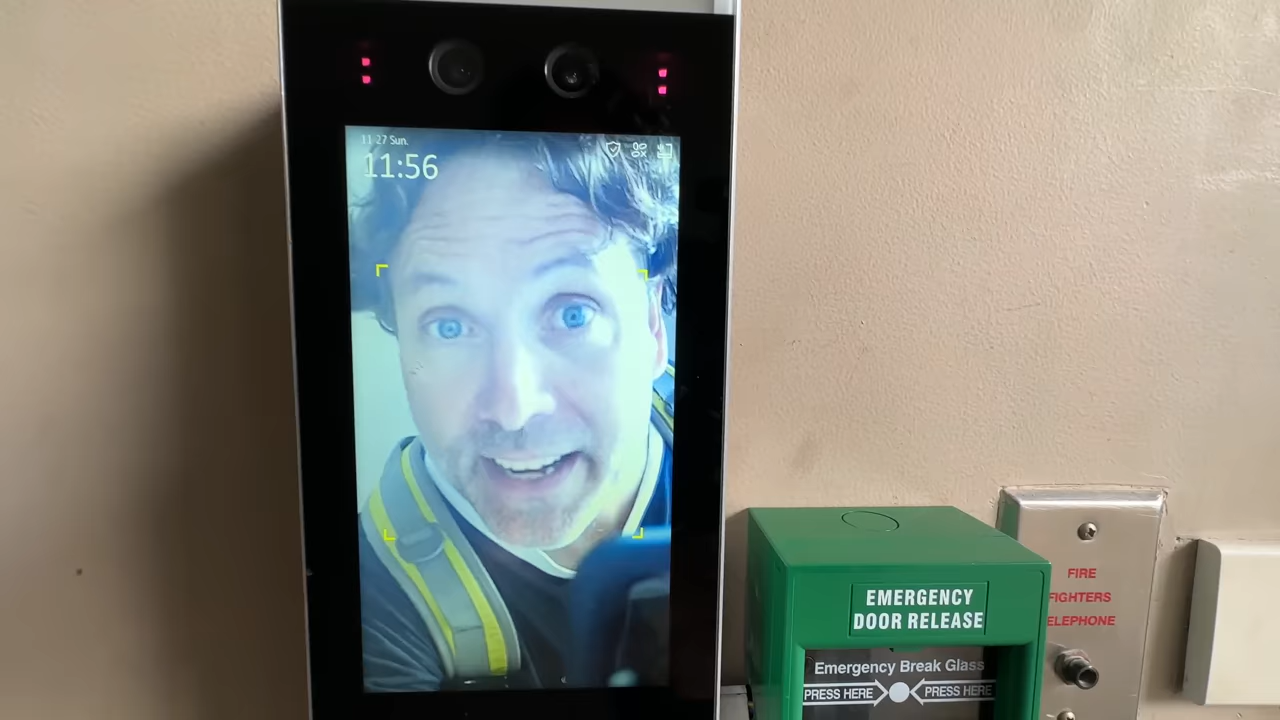 11 27 Sun.
11:56
EMERGENCY
DOOR RELEASE
Emergency Break Glass
PRESS HERE PRESS HERE
FIRE
FIGHTERS
ELEPHONE